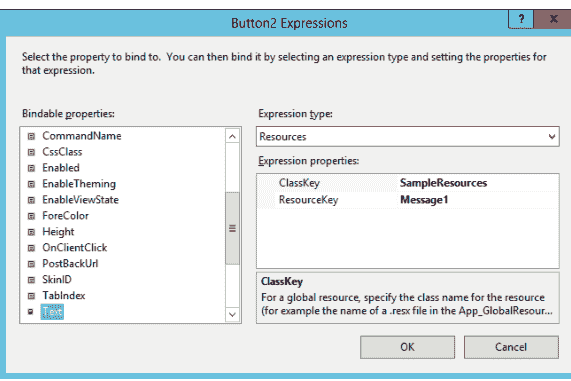 Button2 Expressions
? x
Select the property to bind to. You can then bind it by selecting an expression type and setting the properties for
that expression.
Bindable properties:
CommandName
CssClass
Enabled
EnableTheming
EnableViewState
ForeColor
Height
OnClientClick
PostBackUrl
SkinID
TabIndex
Text
Expression type:
Resources
Expression properties:
ClassKey SampleResources
ResourceKey Message1
ClassKey
For a global resource, specify the class name for the resource
(for example the name of a .resx file in the App_GlobalResour...
OK Cancel